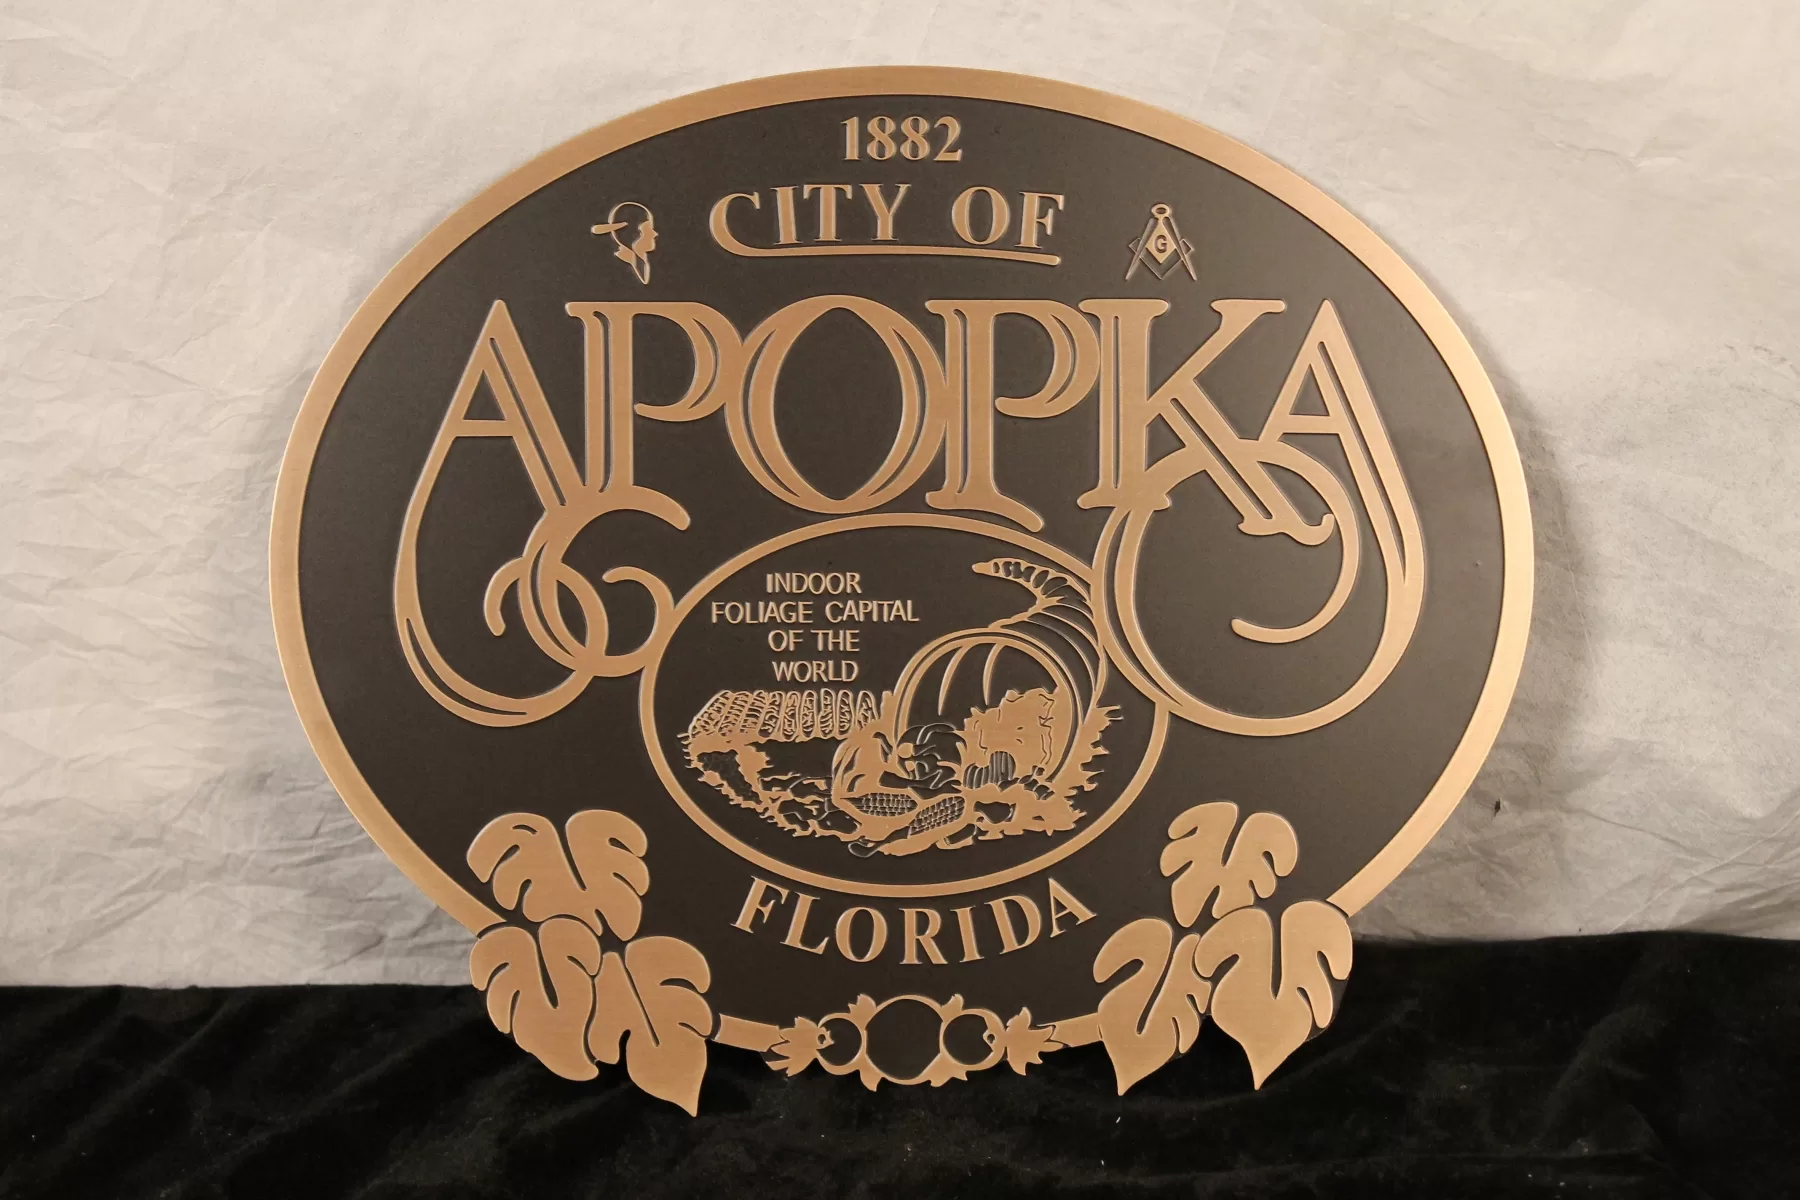 1882
CITY OF
G
APOPKA
INDOOR
FOLIAGE CAPITAL
OF THE
WORLD
FLORIDA